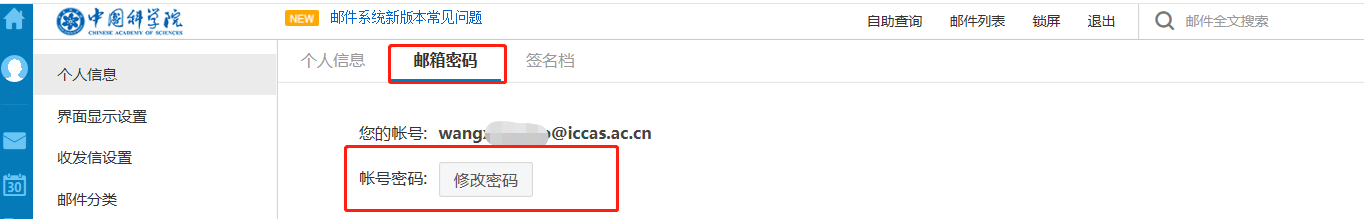 中国科学院
CHINESE ACADEMY OF SCIENCES
NEW 邮件系统新版本常见问题
自助查询 邮件列表 锁屏 退出 邮件全文搜索
个人信息 邮箱密码 签名档
个人信息
界面显示设置
收发信设置
邮件分类
您的帐号: wang @iccas.ac.cn
帐号密码: 修改密码
30